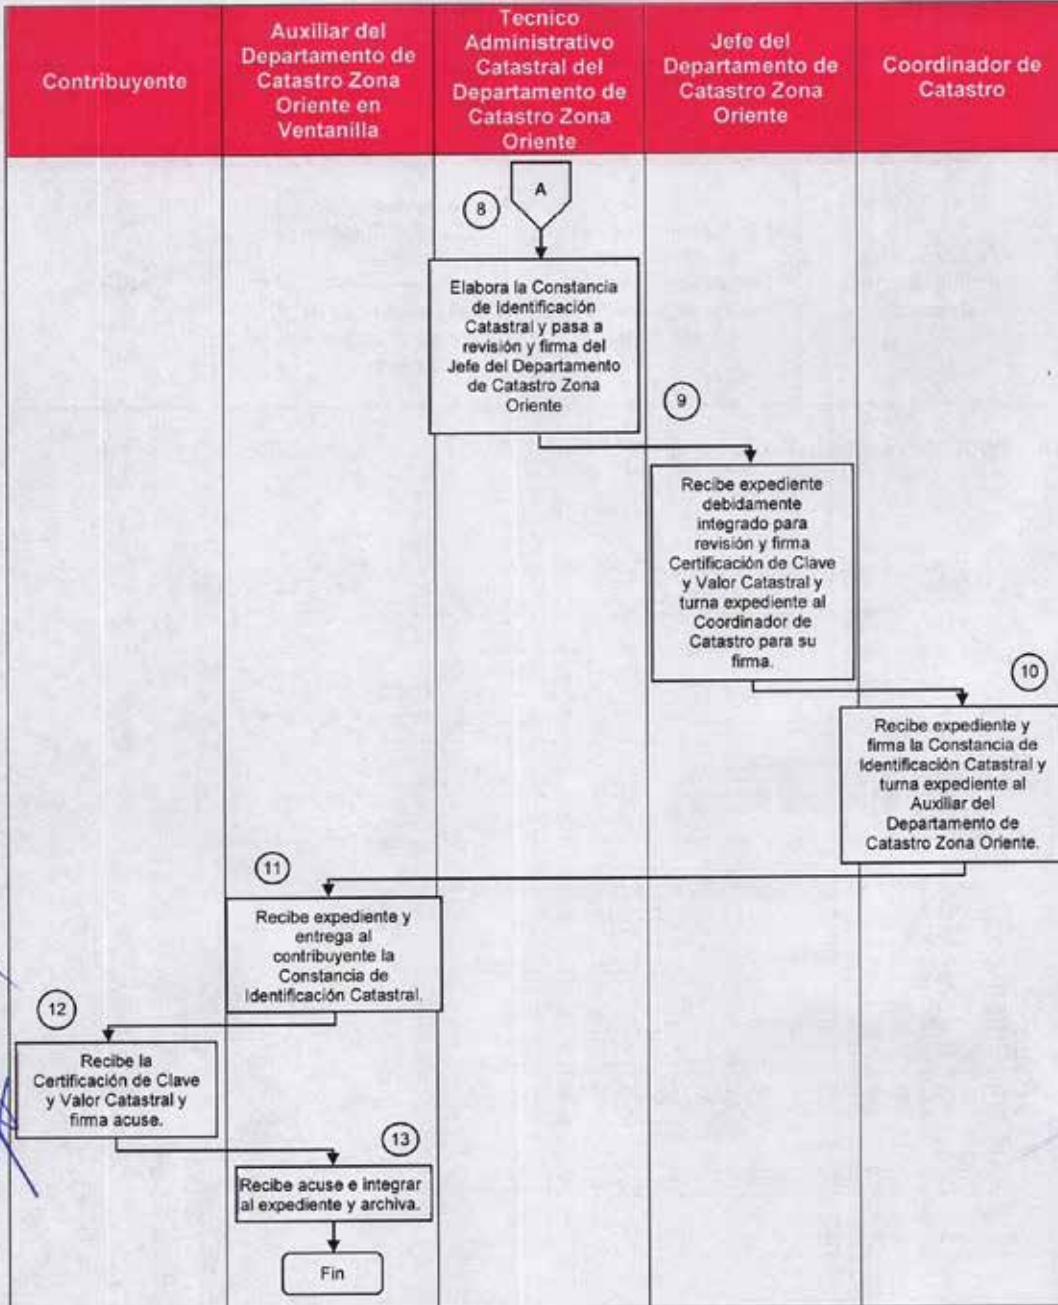 Contribuyente
Auxiliar del
Departamento de
Catastro Zona
Oriente en
Ventanilla
Tecnico
Administrativo
Catastral del
Departamento de
Catastro Zona
Oriente
Jefe del
Departamento de
Catastro Zona
Oriente
Coordinador de
Catastro
A
8
Elabora la Constancia
de Identificación
Catastral y pasa a
revisión y firma del
Jefe del Departamento
de Catastro Zona
Oriente
9
Recibe expediente
debidamente
integrado para
revisión y firma
Certificación de Clave
y Valor Catastral y
turna expediente al
Coordinador de
Catastro para su
firma.
10
Recibe expediente y
firma la Constancia de
Identificación Catastral y
turna expediente al
Auxiliar del
Departamento de
Catastro Zona Oriente.
11
Recibe expediente y
entrega al
contribuyente la
Constancia de
Identificación Catastral.
12
Recibe la
Certificación de Clave
y Valor Catastral y
firma acuse.
13
Recibe acuse e integrar
al expediente y archiva.
Fin